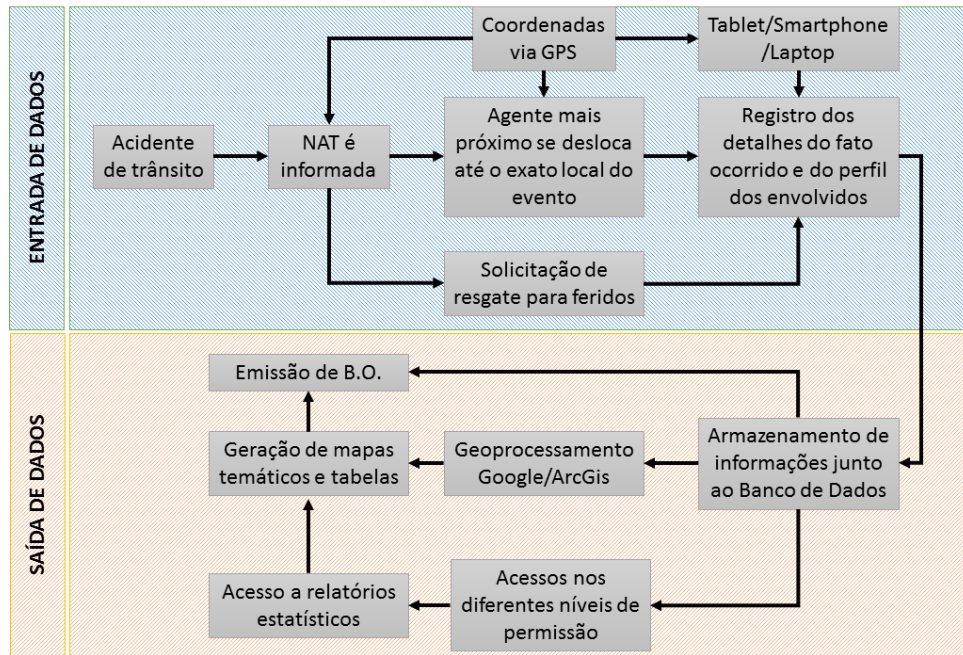 ENTRADA DE DADOS
Coordenadas
via GPS
Tablet/Smartphone
/Laptop
Acidente
de trânsito
NAT é
informada
Agente mais
próximo se desloca
até o exato local do
evento
Registro dos
detalhes do fato
ocorrido e do perfil
dos envolvidos
Solicitação de
resgate para feridos
SAÍDA DE DADOS
Emissão de B.O.
Geração de mapas
temáticos e tabelas
Geoprocessamento
Google/ArcGis
Armazenamento de
informações junto
ao Banco de Dados
Acesso a relatórios
estatísticos
Acessos nos
diferentes níveis de
permissão